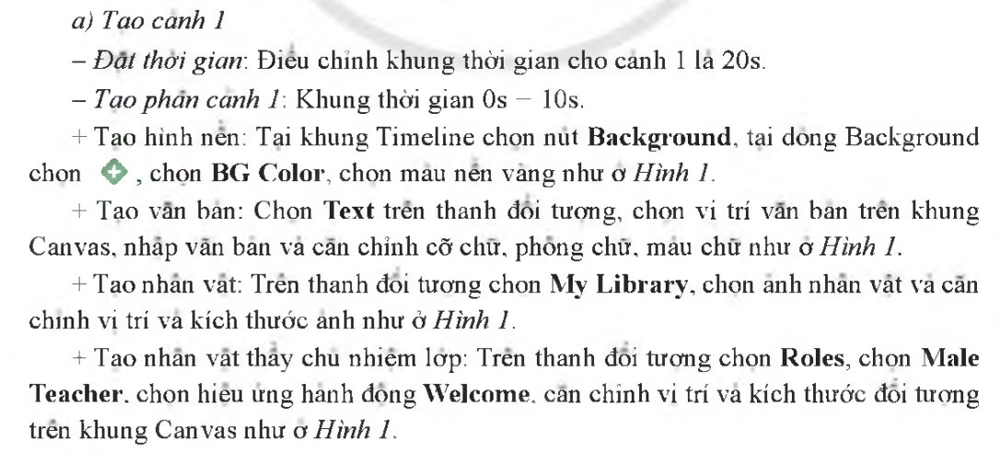 a) Tạo cảnh 1
– Đặt thời gian: Điều chỉnh khung thời gian cho cảnh 1 là 20s.
– Tạo phân cảnh 1: Khung thời gian 0s – 10s.
+ Tạo hình nền: Tại khung Timeline chọn nút Background, tại dòng Background
chọn , chọn BG Color, chọn màu nền vàng như ở Hình 1.
+ Tạo văn bản: Chọn Text trên thanh đối tượng, chọn vị trí văn bản trên khung
Canvas, nhập văn bản và căn chỉnh cỡ chữ, phông chữ, màu chữ như ở Hình 1.
+ Tạo nhân vật: Trên thanh đối tượng chọn My Library, chọn ảnh nhân vật và căn
chỉnh vị trí và kích thước ảnh như ở Hình 1.
+ Tạo nhân vật thầy chủ nhiệm lớp: Trên thanh đối tượng chọn Roles, chọn Male
Teacher, chọn hiệu ứng hành động Welcome, căn chỉnh vị trí và kích thước đối tượng
trên khung Canvas như ở Hình 1.